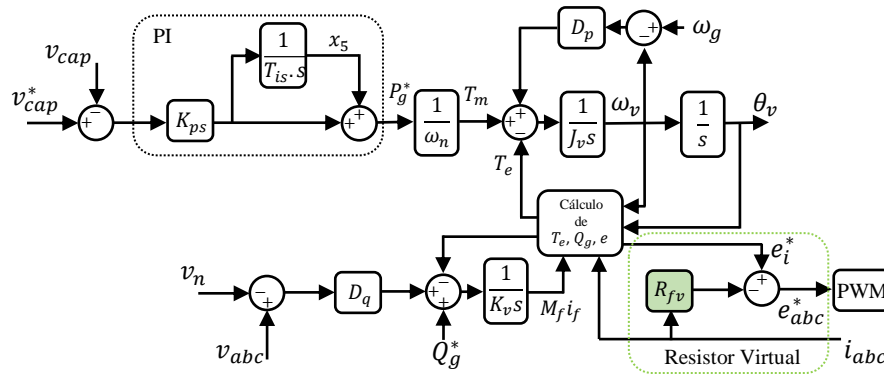 PI
v_cap
v*_cap
K_ps
1
T_is.s
x_5
P*_g
1
ω_n
T_m
T_e
1
J_v s
ω_v
1
s
θ_v
D_p
ω_g
Cálculo
de
T_e, Q_g, e
v_n
v_abc
D_q
Q*_g
1
K_v s
M_f i_f
R_fv
e*_i
e*_abc
PWM
i_abc
Resistor Virtual